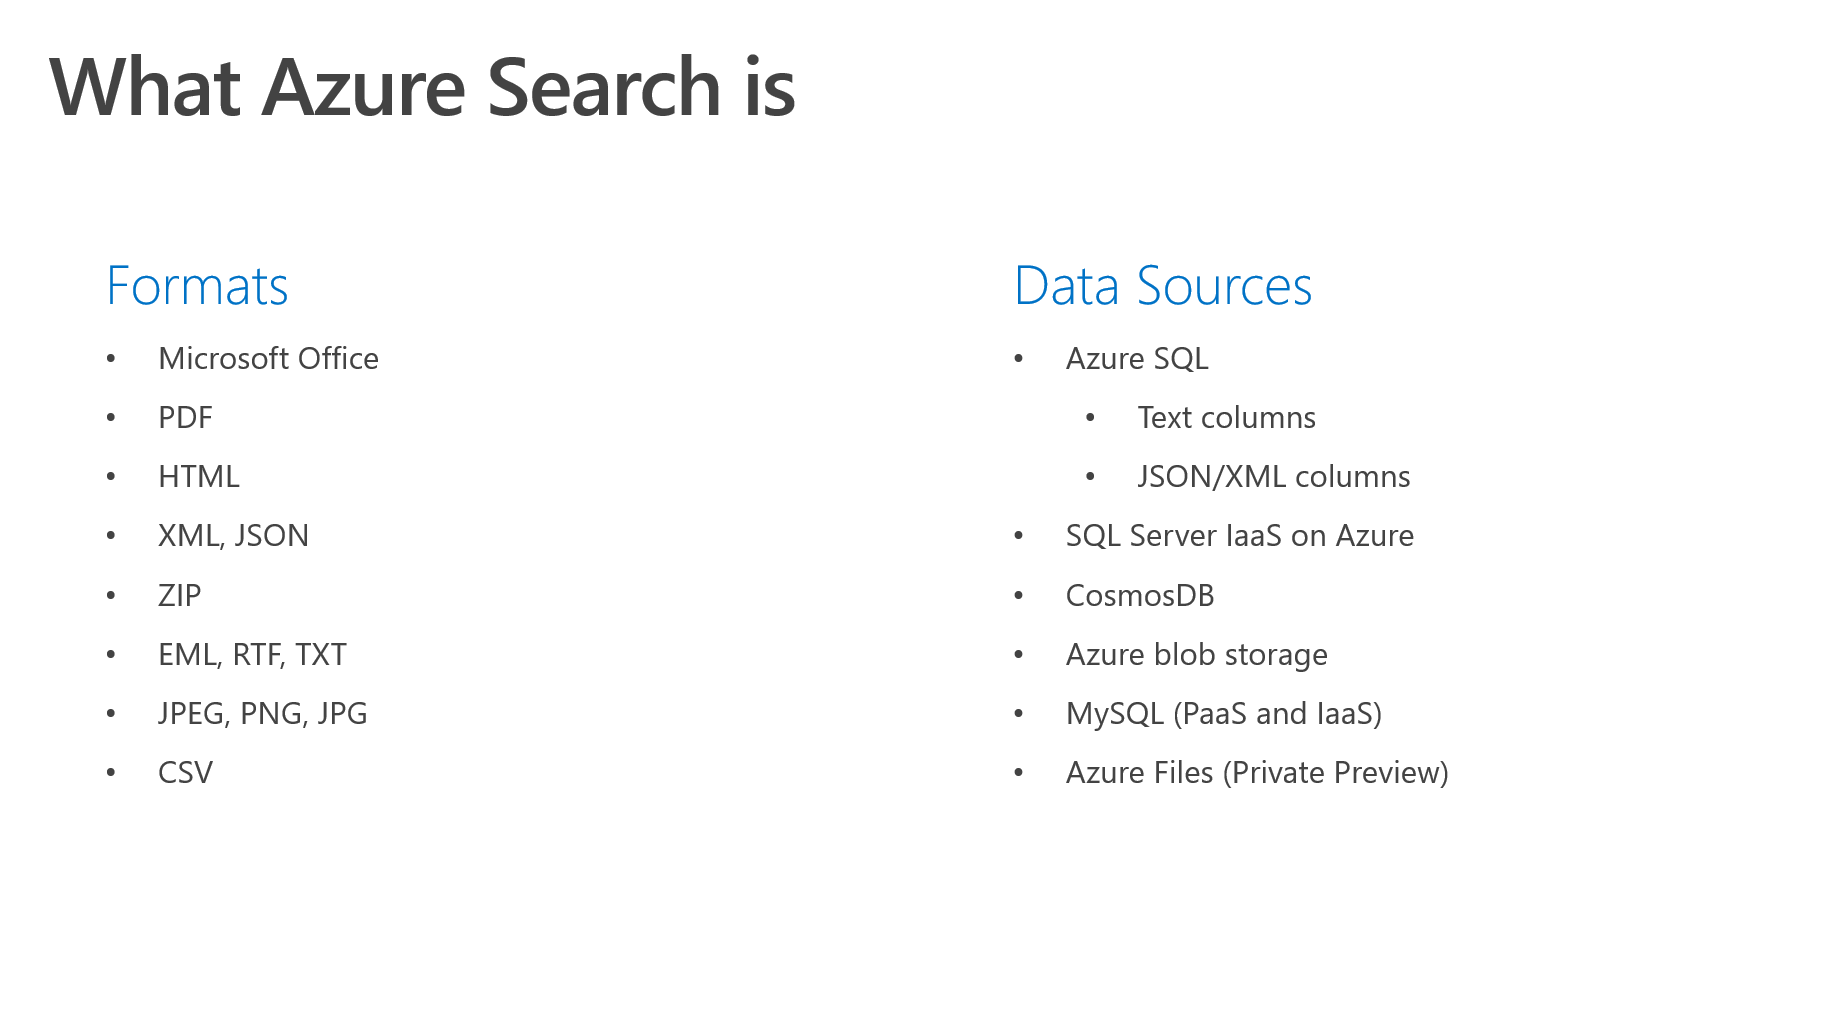 What Azure Search is
Formats
• Microsoft Office
• PDF
• HTML
• XML, JSON
• ZIP
• EML, RTF, TXT
• JPEG, PNG, JPG
• CSV
Data Sources
• Azure SQL
• Text columns
• JSON/XML columns
• SQL Server IaaS on Azure
• CosmosDB
• Azure blob storage
• MySQL (PaaS and IaaS)
• Azure Files (Private Preview)